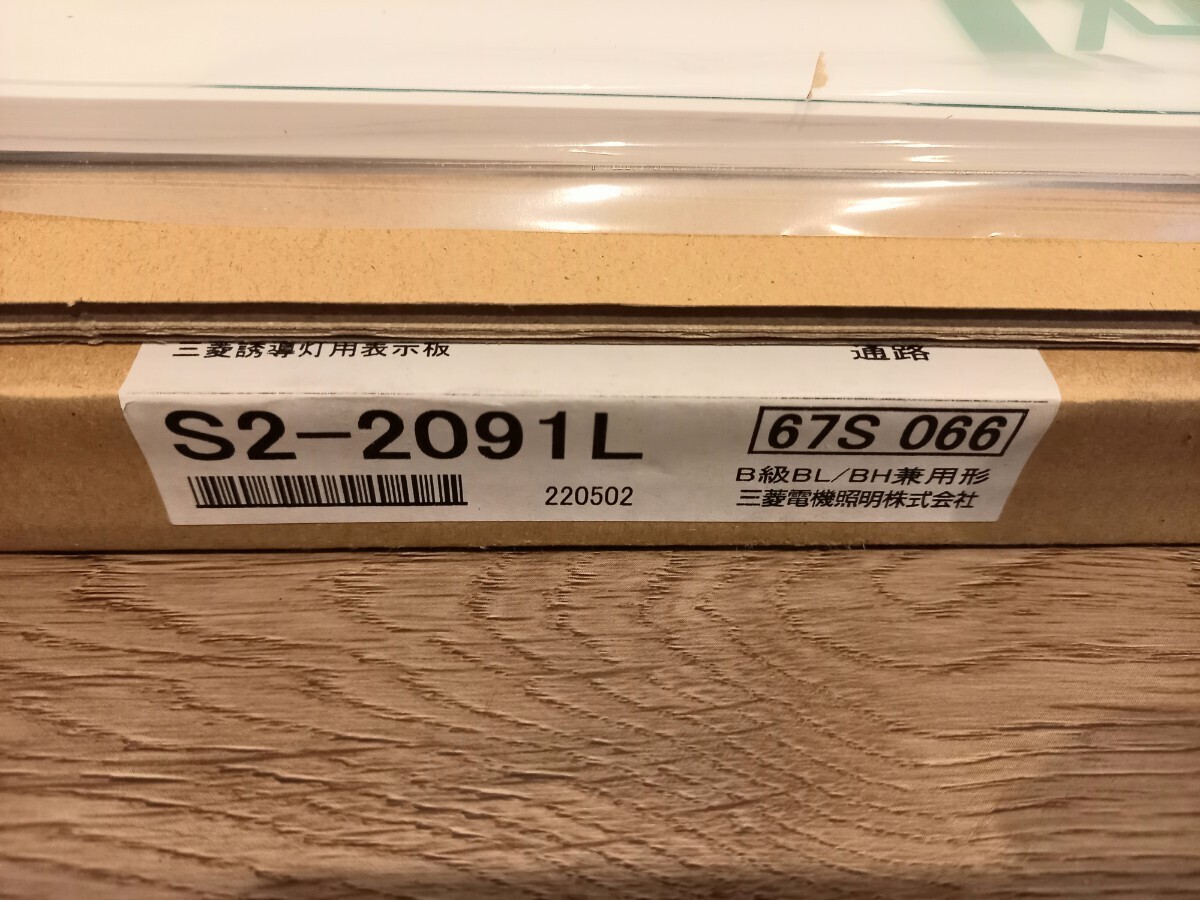 三菱誘導灯用表示板 通路
S2-2091L
67S 066
B級BL/BH兼用形
220502
三菱電機照明株式会社